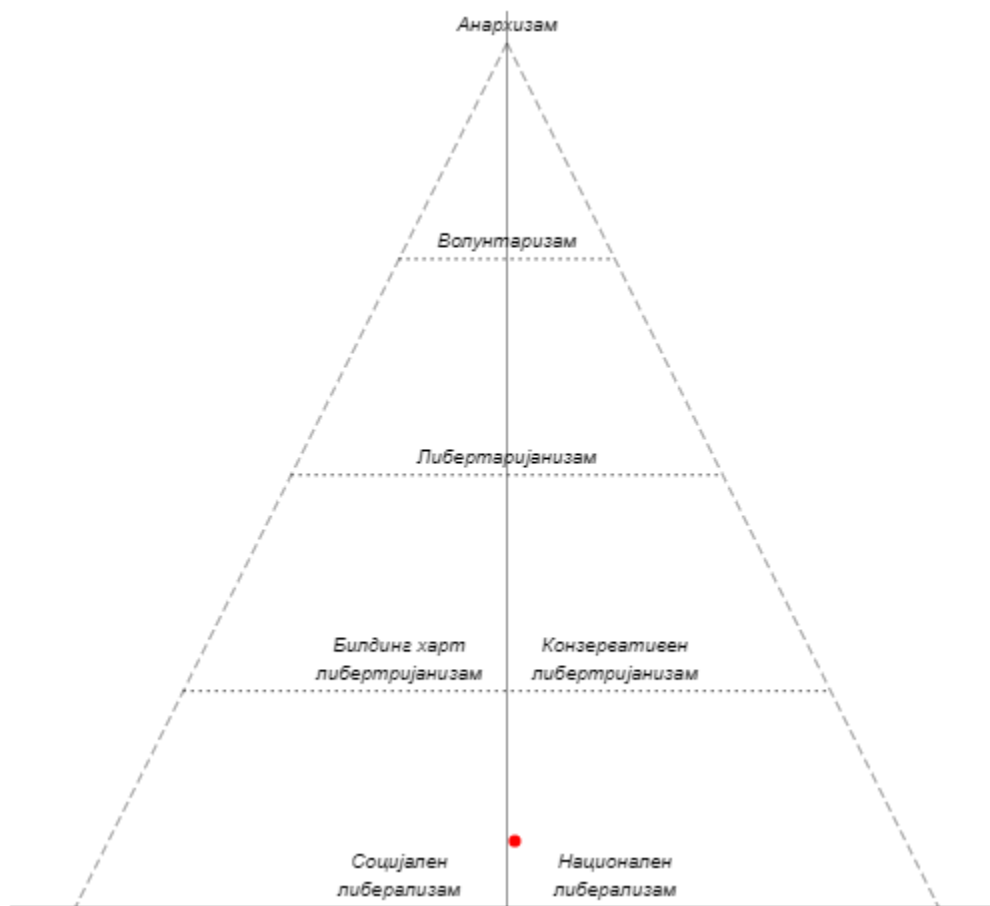 Анархизам
Волунтаризам
Либертаријанизам
Билдинг харт
либертријанизам
Конзервативен
либертријанизам
Социјален
либерализам
Национален
либерализам